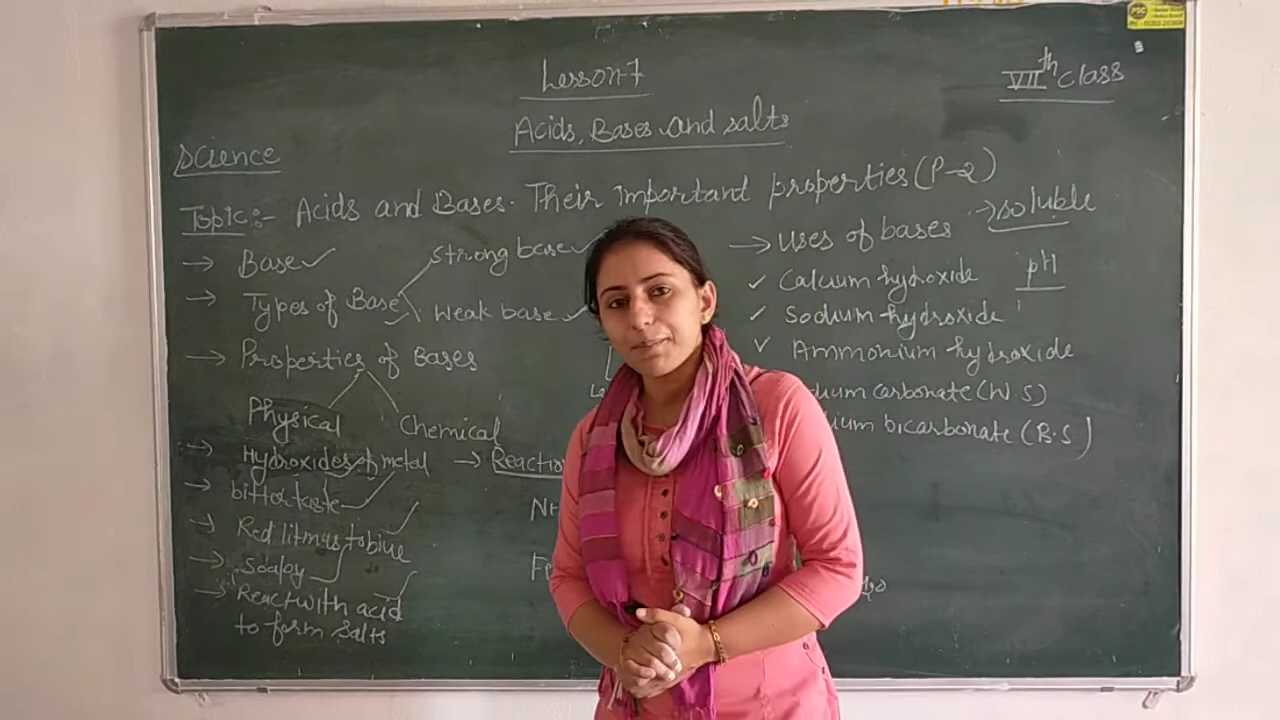 Lesson-7
VIIth class
Acids, Bases and salts
Science
Topic:- Acids and Bases. Their important properties (P-2)
→ Base ✓
→ Types of Base
Strong base ✓
Weak base ✓
→ Properties of Bases
Physical
Chemical
→ Hydroxides of metal
→ bitter taste
→ Red litmus to blue
→ Soapy
→ React with acid
to form salts
→ Reactio
→ Uses of bases
→ soluble
✓ Calcium hydroxide
pH
✓ Sodium hydroxide
✓ Ammonium hydroxide
dium carbonate (W.S)
dium bicarbonate (B.S)